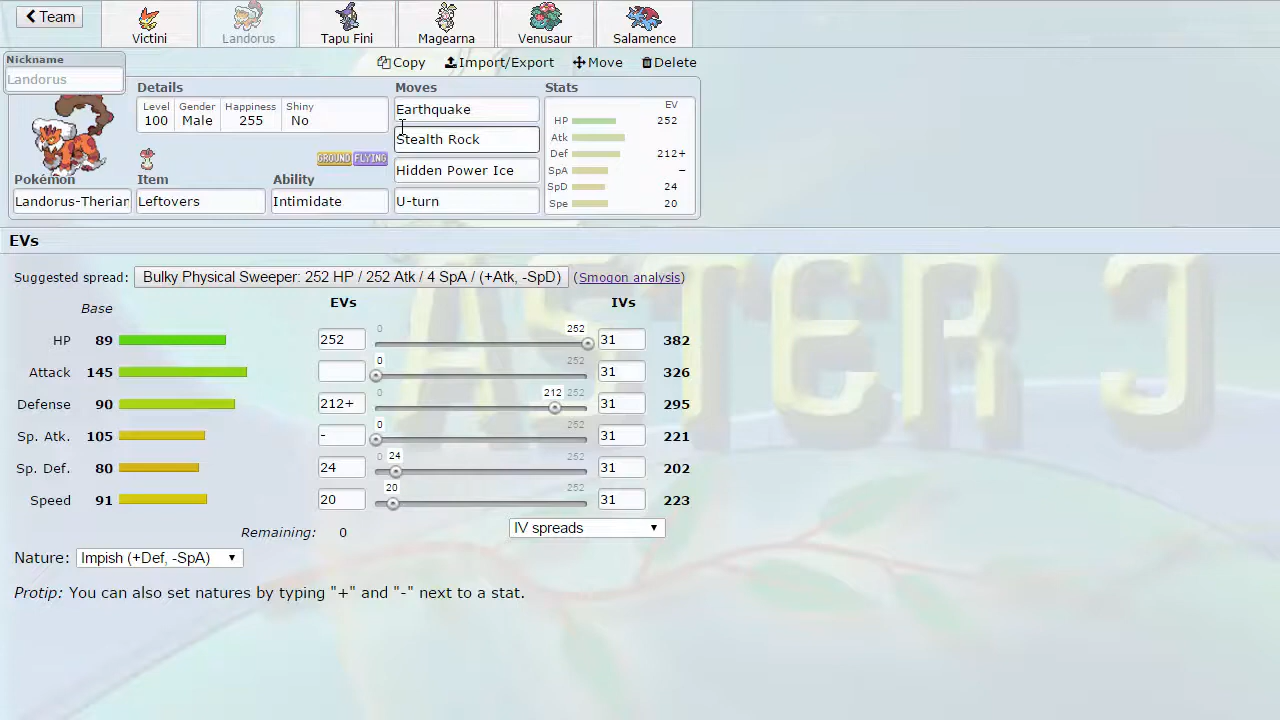 Team
Victini
Landorus
Tapu Fini
Magearna
Venusaur
Salamence
Copy
Import/Export
Move
Delete
Nickname
Landorus
Details
Level
100
Gender
Male
Happiness
255
Shiny
No
GROUND FLYING
Pokémon
Landorus-Therian
Item
Leftovers
Ability
Intimidate
Moves
Earthquake
Stealth Rock
Hidden Power Ice
U-turn
Stats
EV
HP 252
Atk
Def 212+
SpA −
SpD 24
Spe 20
EVs
Suggested spread: Bulky Physical Sweeper: 252 HP / 252 Atk / 4 SpA / (+Atk, -SpD) (Smogon analysis)
Base EVs IVs
HP 89 252 0 252 31 382
Attack 145 0 252 31 326
Defense 90 212+ 0 212 252 31 295
Sp. Atk. 105 - 0 252 31 221
Sp. Def. 80 24 0 24 252 31 202
Speed 91 20 20 252 31 223
Remaining: 0 IV spreads
Nature: Impish (+Def, -SpA)
Protip: You can also set natures by typing "+" and "-" next to a stat.
ASTER J